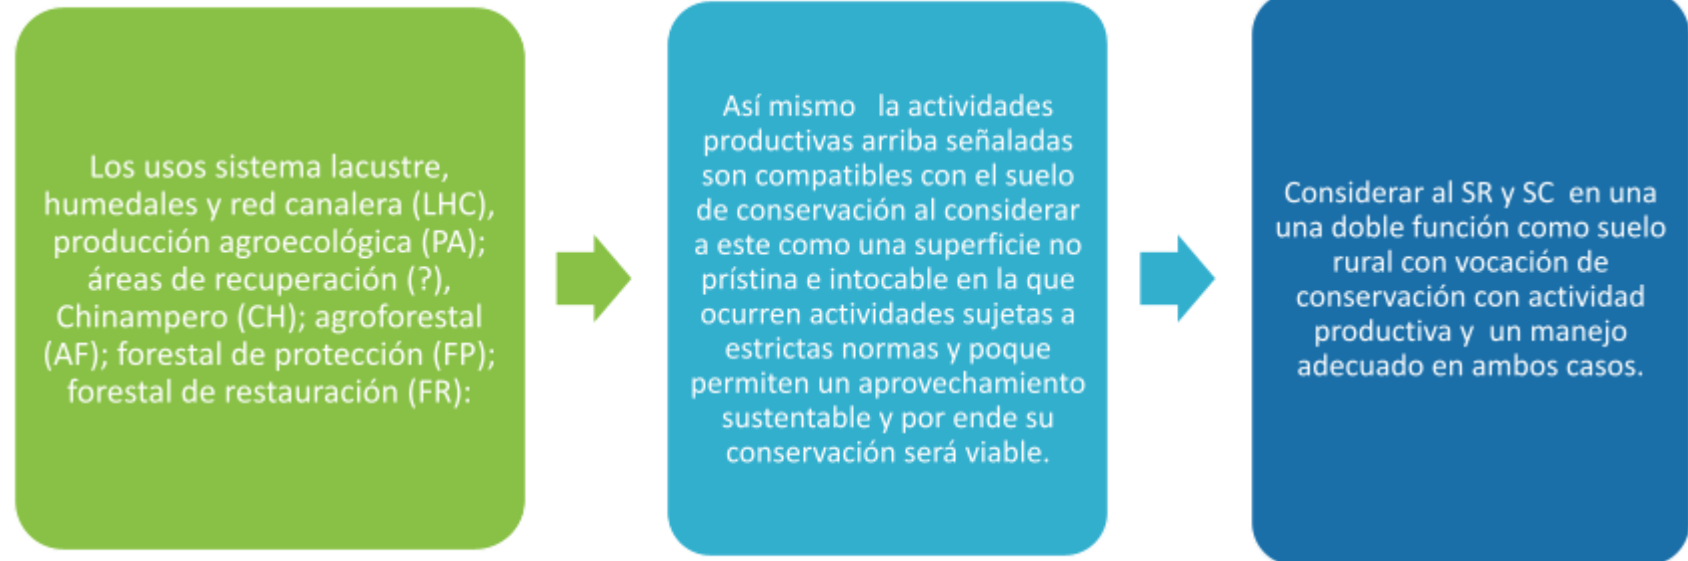 Los usos sistema lacustre,
humedales y red canalera (LHC),
producción agroecológica (PA);
áreas de recuperación (?),
Chinampero (CH); agroforestal
(AF); forestal de protección (FP);
forestal de restauración (FR):
Así mismo   la actividades
productivas arriba señaladas
son compatibles con el suelo
de conservación al considerar
a este como una superficie no
prístina e intocable en la que
ocurren actividades sujetas a
estrictas normas y poque
permiten un aprovechamiento
sustentable y por ende su
conservación será viable.
Considerar al SR y SC  en una
una doble función como suelo
rural con vocación de
conservación con actividad
productiva y  un manejo
adecuado en ambos casos.